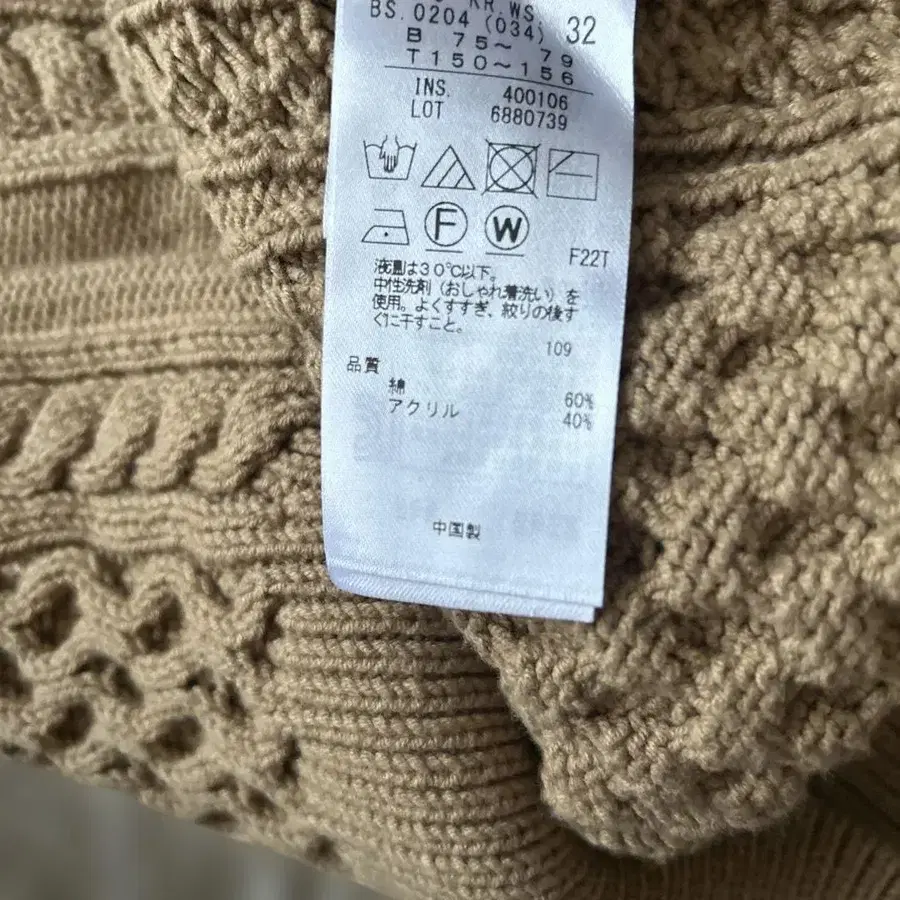 KR.WS.
BS.0204 (034) 32
B 75～ 79
T150～156
INS. 400106
LOT 6880739
F
W
F22T
液温は30℃以下。
中性洗剤（おしゃれ着洗い）を
使用。よくすすぎ、絞りの後す
ぐに干すこと。
109
品質
綿 60%
アクリル 40%
中国製